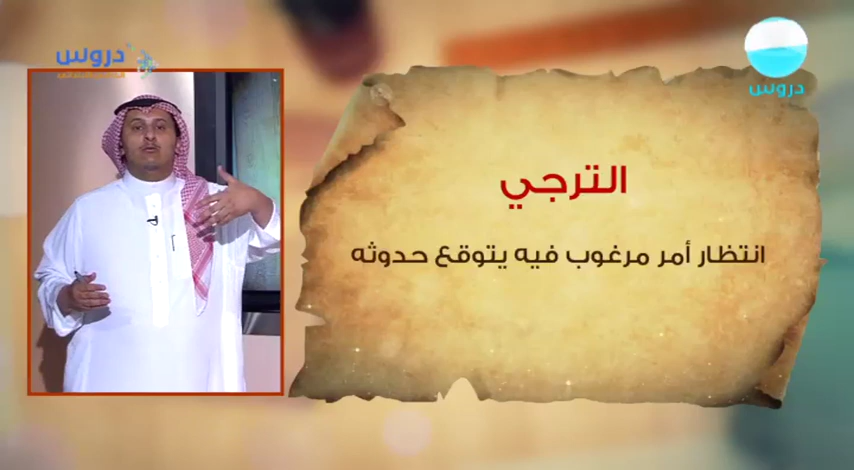 دروس
دروس
الترجي
انتظار أمر مرغوب فيه يتوقع حدوثه